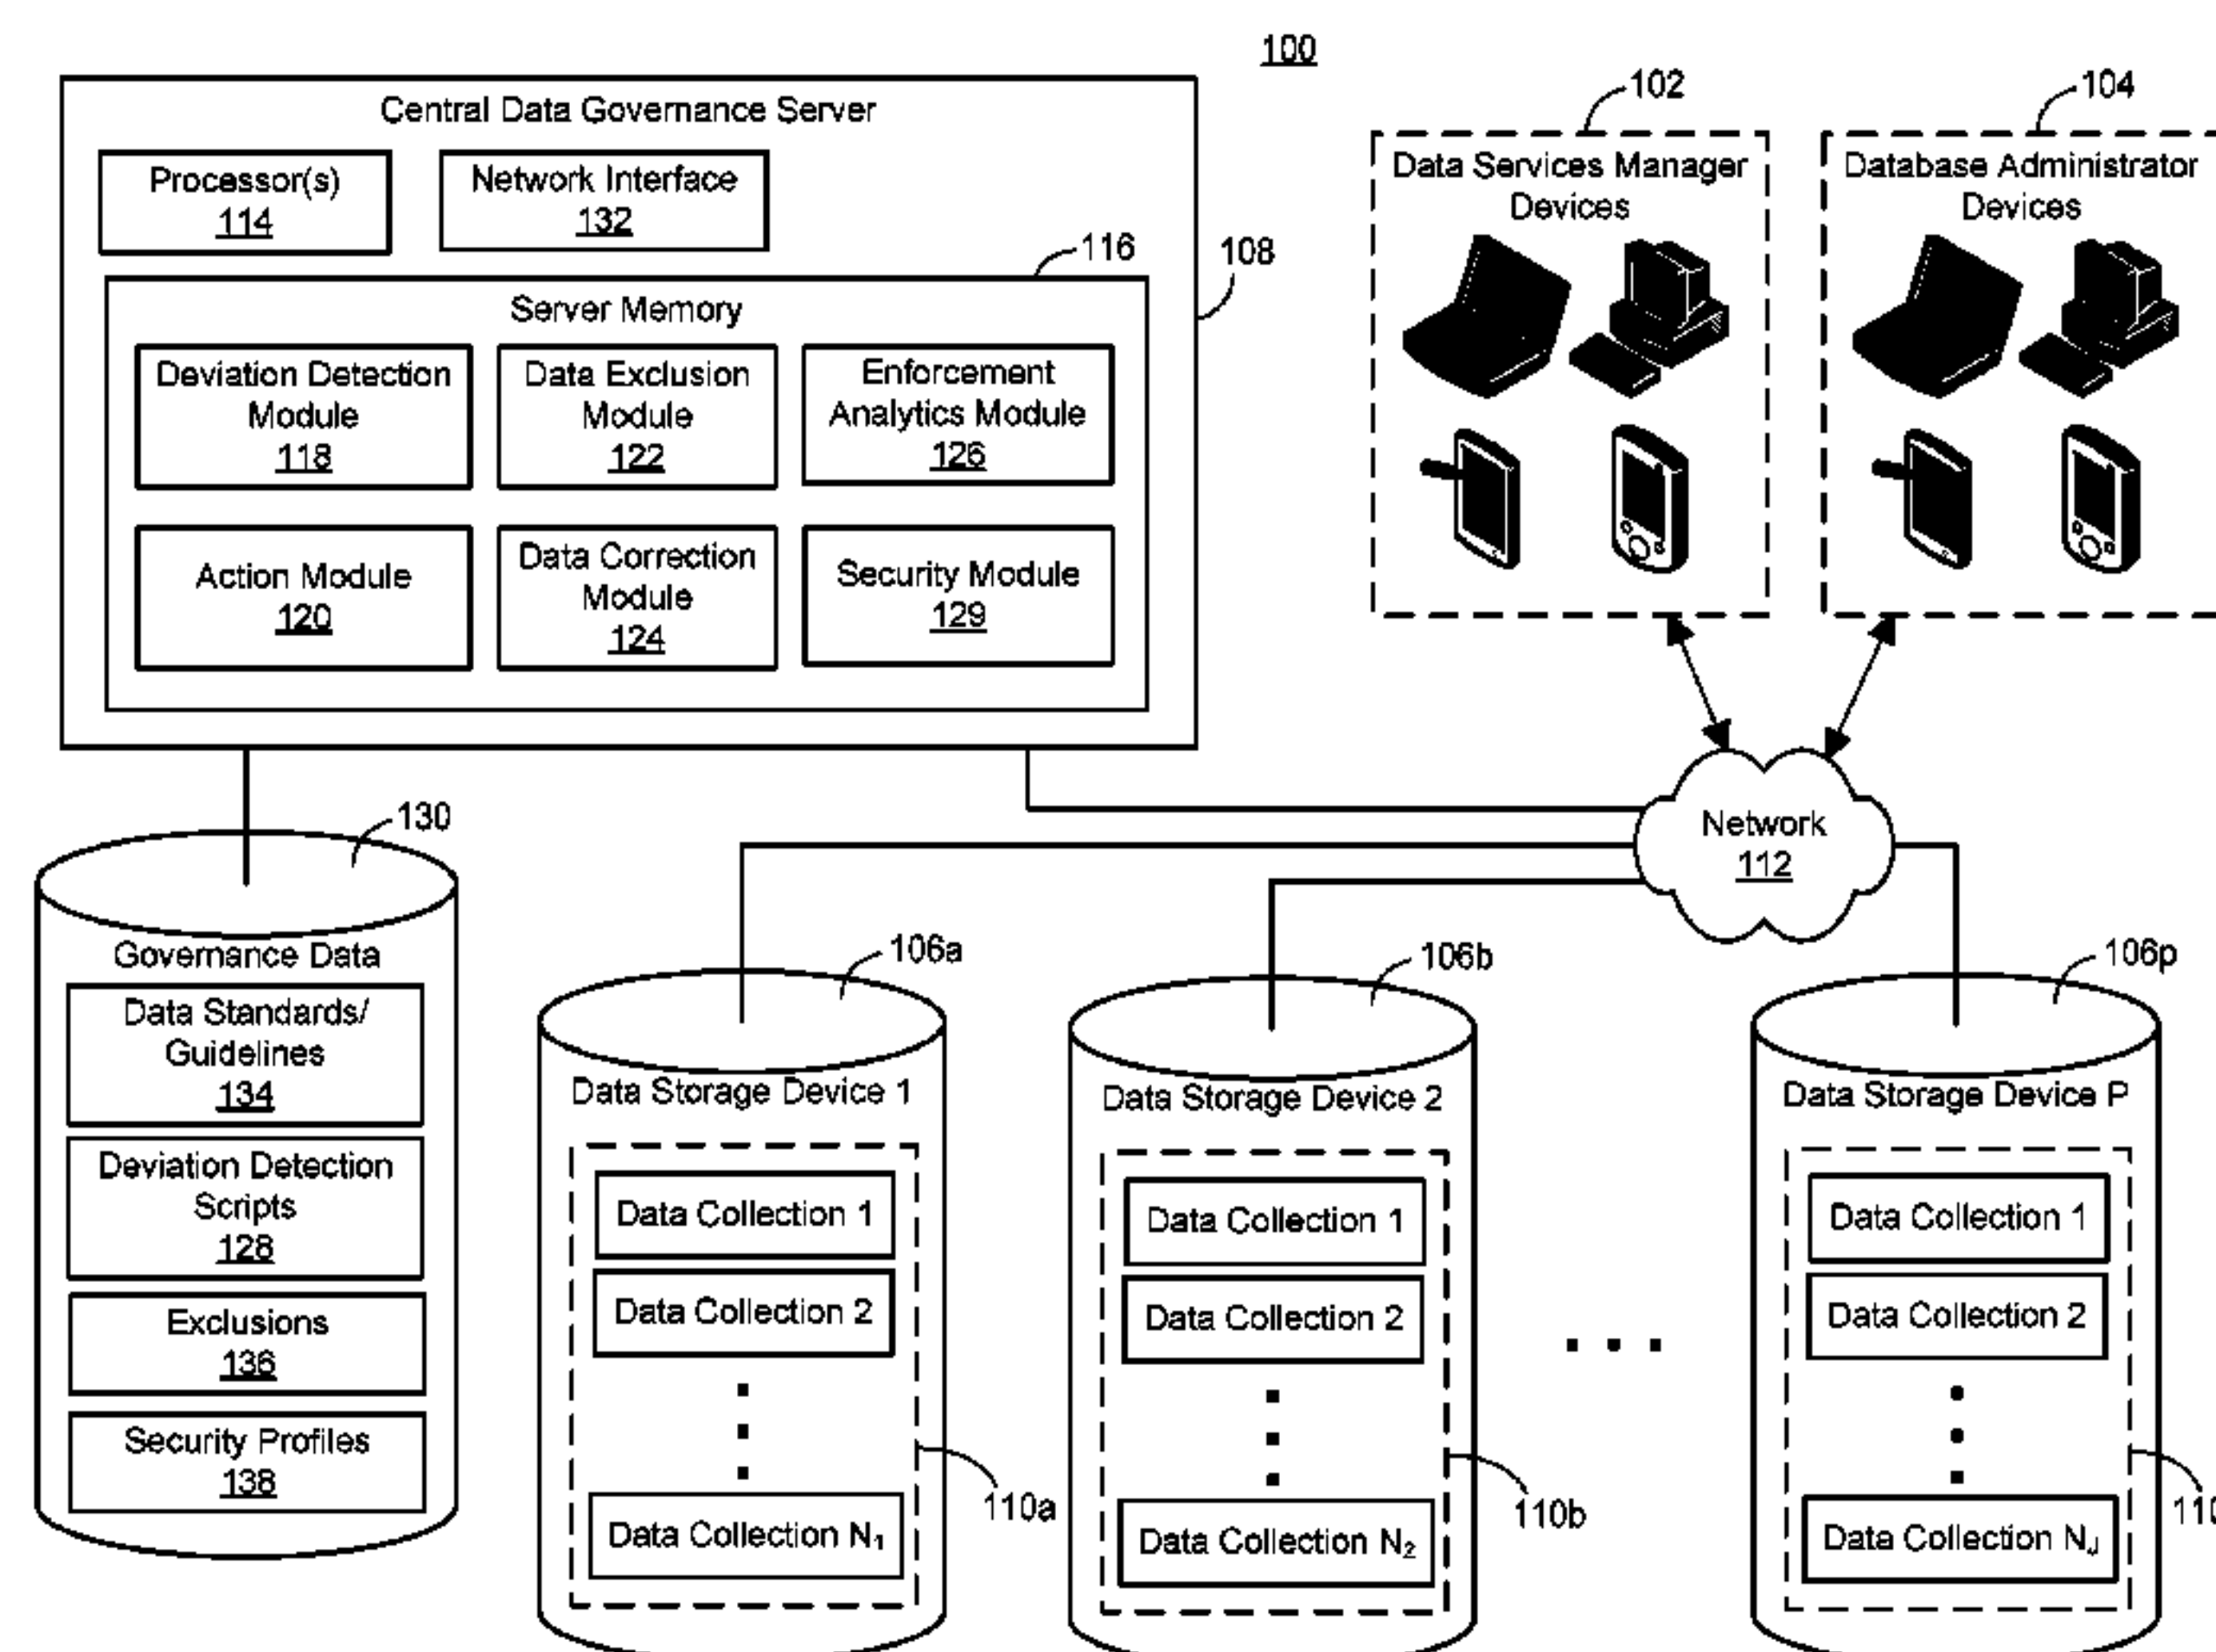 100
Central Data Governance Server
Processor(s)
114
Network Interface
132
116
108
Server Memory
Deviation Detection
Module
118
Data Exclusion
Module
122
Enforcement
Analytics Module
126
Action Module
120
Data Correction
Module
124
Security Module
129
102
Data Services Manager
Devices
104
Database Administrator
Devices
Network
112
130
Governance Data
Data Standards/
Guidelines
134
Deviation Detection
Scripts
128
Exclusions
136
Security Profiles
138
106a
Data Storage Device 1
Data Collection 1
Data Collection 2
Data Collection N₁
110a
106b
Data Storage Device 2
Data Collection 1
Data Collection 2
Data Collection N₂
110b
106p
Data Storage Device P
Data Collection 1
Data Collection 2
Data Collection N_J